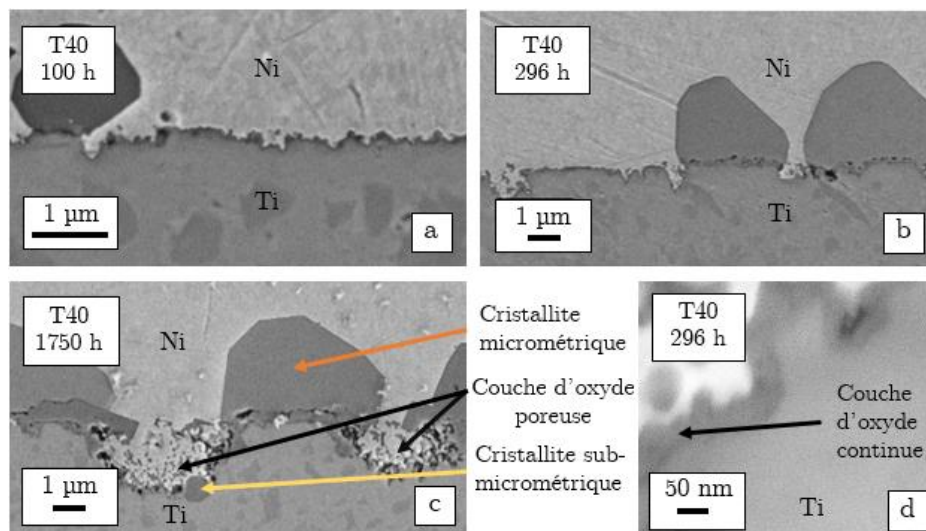 T40
100 h
Ni
Ti
1 µm
a
T40
296 h
Ni
Ti
1 µm
b
T40
1750 h
Ni
Ti
1 µm
c
Cristallite
micrométrique
Couche d'oxyde
poreuse
Cristallite sub-
micrométrique
T40
296 h
Couche
d'oxyde
continue
50 nm
Ti
d